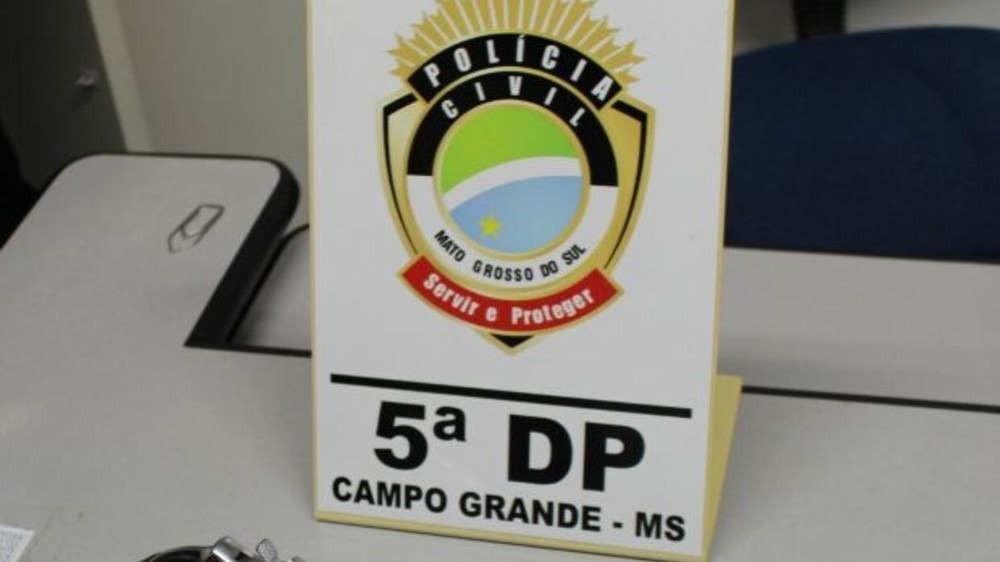 POLÍCIA
CIVIL
MATO GROSSO DO SUL
Servir e Proteger
5ª DP
CAMPO GRANDE - MS